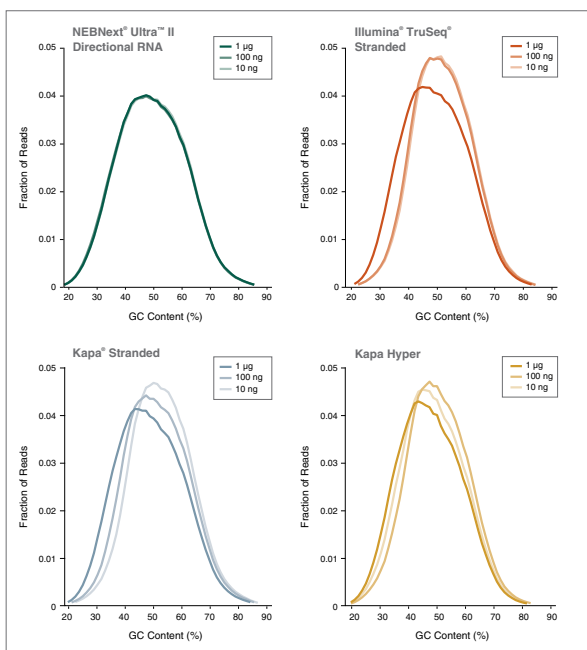 NEBNext® Ultra™ II
Directional RNA
1 µg
100 ng
10 ng
0.05
0.04
0.03
0.02
0.01
0
Fraction of Reads
20 30 40 50 60 70 80 90
GC Content (%)
Illumina® TruSeq®
Stranded
1 µg
100 ng
10 ng
0.05
0.04
0.03
0.02
0.01
0
Fraction of Reads
20 30 40 50 60 70 80 90
GC Content (%)
Kapa® Stranded
1 µg
100 ng
10 ng
0.05
0.04
0.03
0.02
0.01
0
Fraction of Reads
20 30 40 50 60 70 80 90
GC Content (%)
Kapa Hyper
1 µg
100 ng
10 ng
0.05
0.04
0.03
0.02
0.01
0
Fraction of Reads
20 30 40 50 60 70 80 90
GC Content (%)